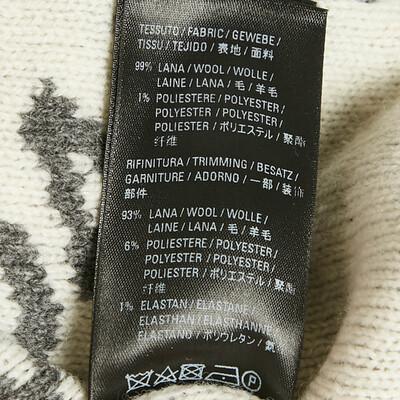 TESSUTO / FABRIC / GEWEBE /
TISSU / TEJIDO / 表地 / 面料
99% LANA / WOOL / WOLLE /
LAINE / LANA / 毛 / 羊毛
1% POLIESTERE / POLYESTER /
POLYESTER / POLYESTER /
POLIESTER / ポリエステル / 聚酯
纤维
RIFINITURA / TRIMMING / BESATZ /
GARNITURE / ADORNO / 一部 / 装饰
部件
93% LANA / WOOL / WOLLE /
LAINE / LANA / 毛 / 羊毛
6% POLIESTERE / POLYESTER /
POLYESTER / POLYESTER /
POLIESTER / ポリエステル / 聚酯
纤维
1% ELASTAN / ELASTANE /
ELASTHAN / ELASTHANNE /
ELASTANO / ポリウレタン /
P